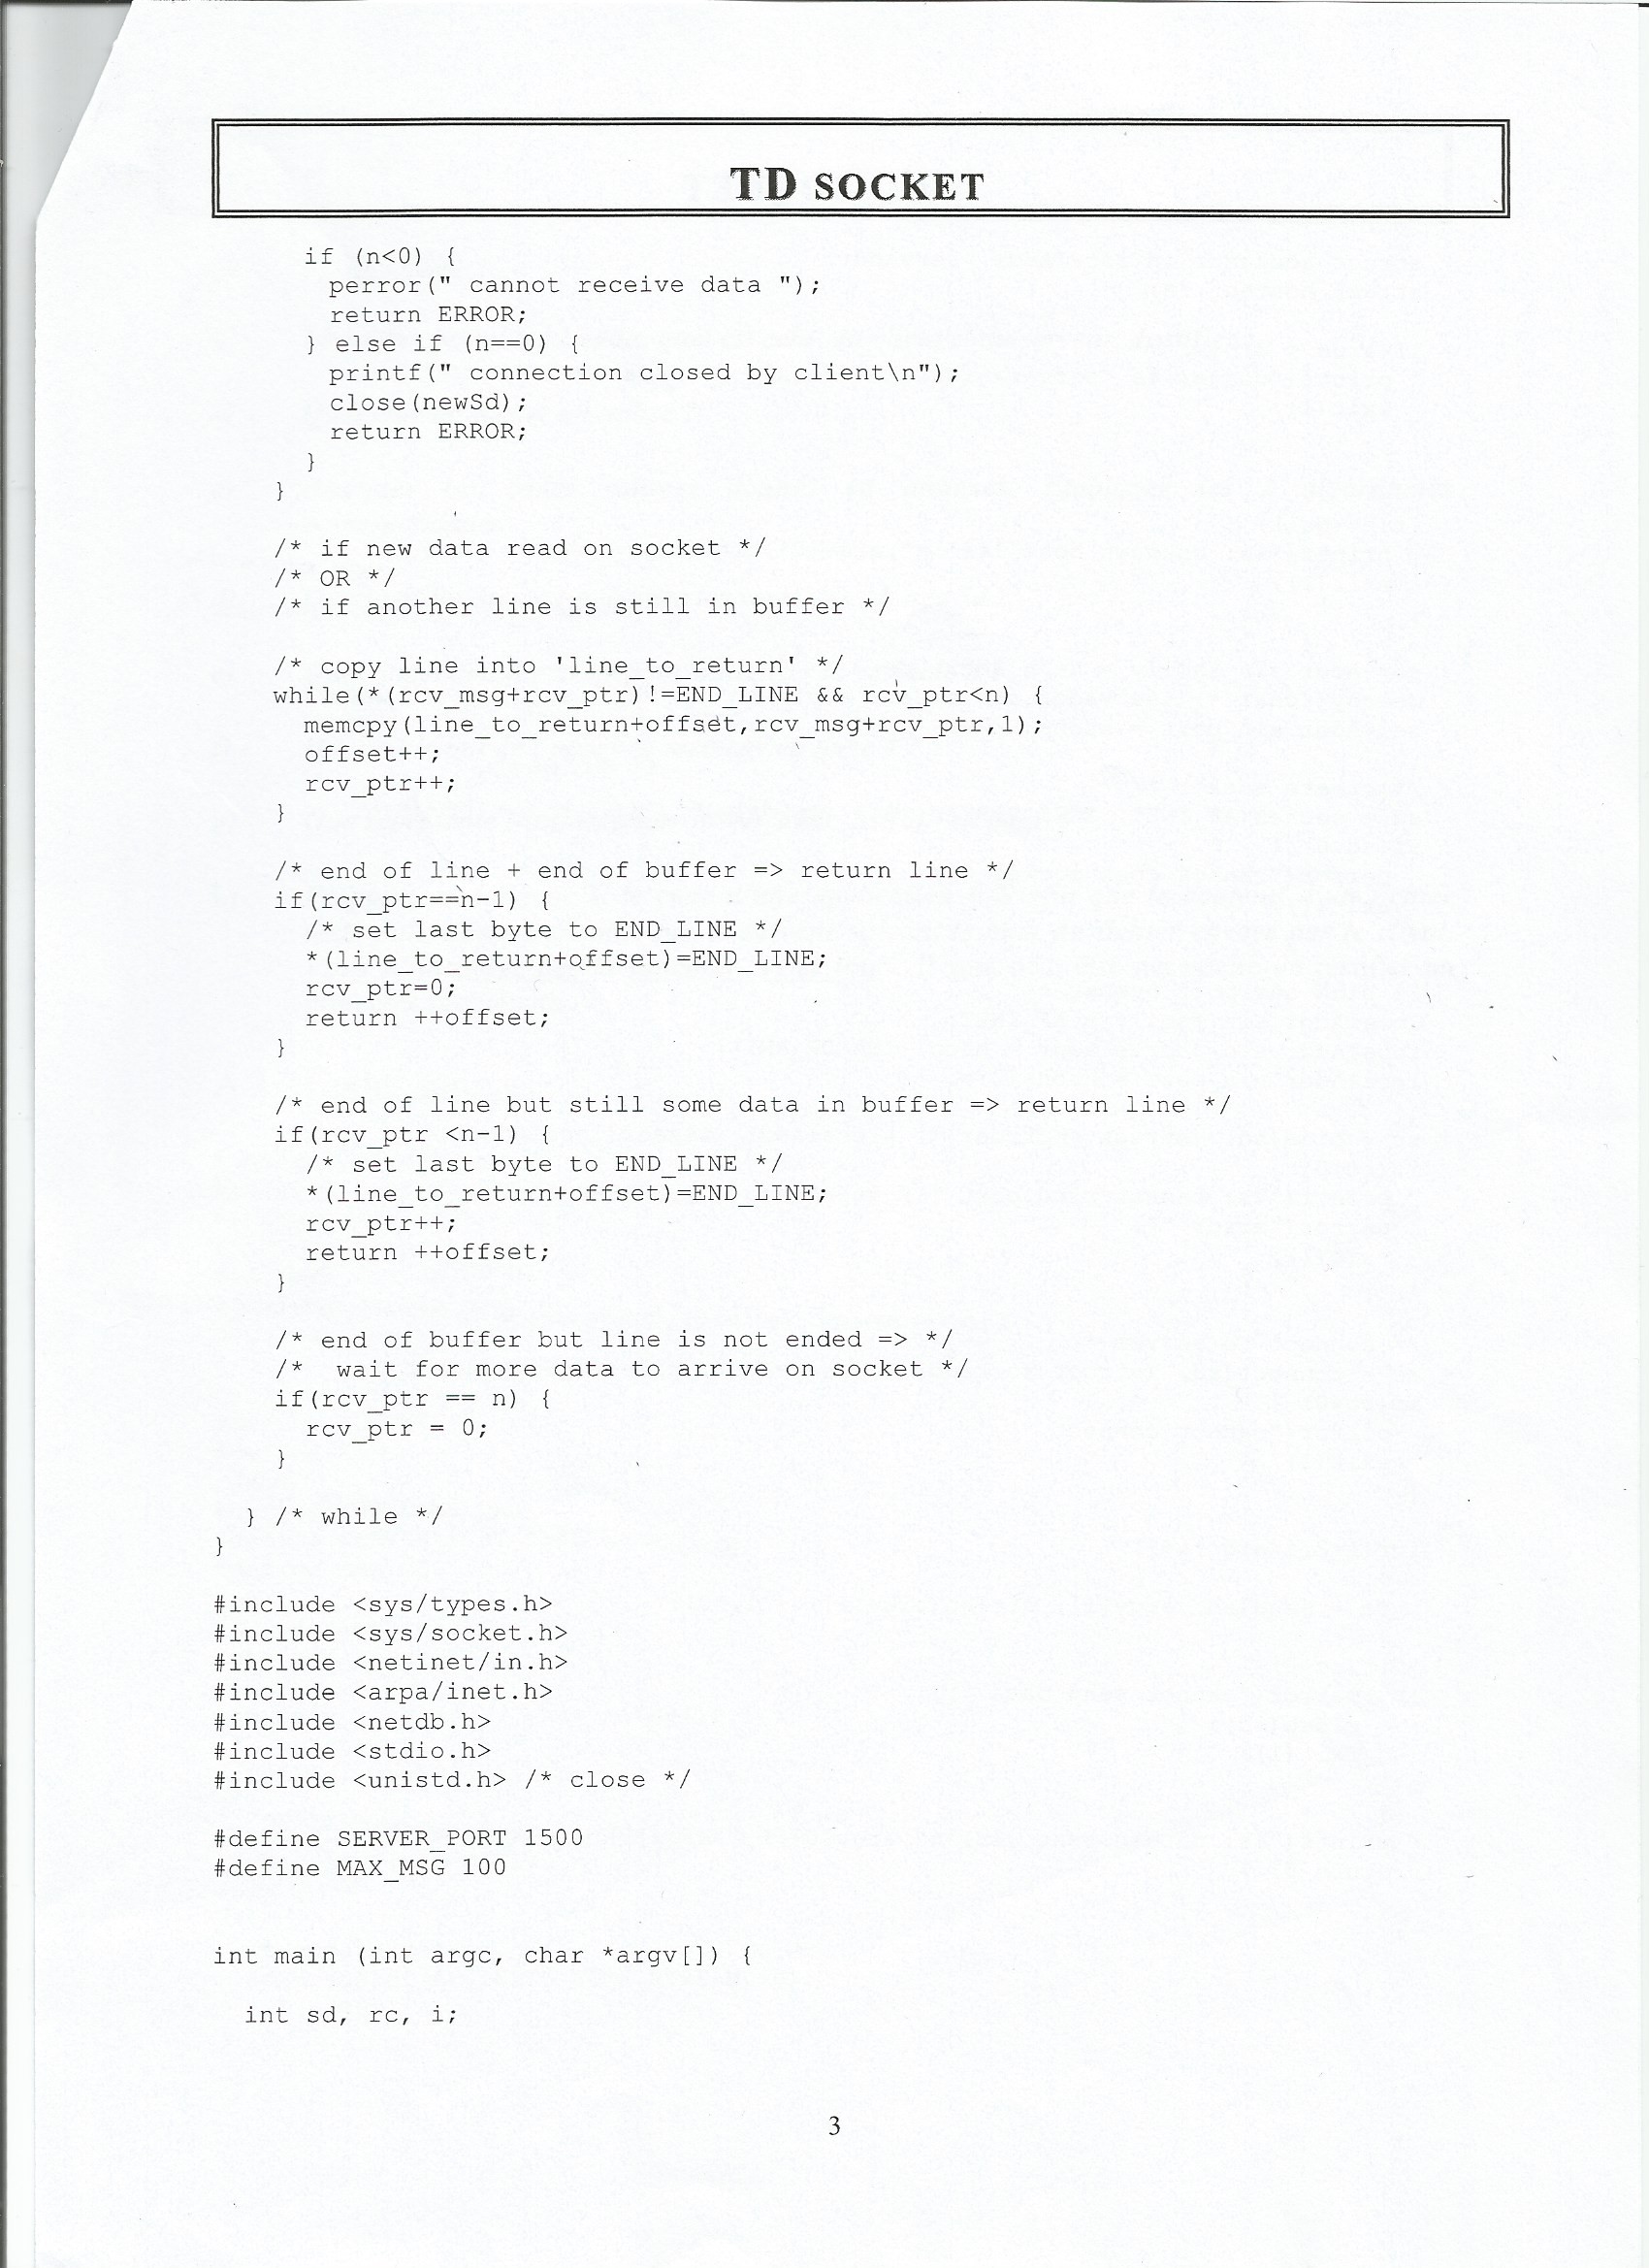 TD SOCKET
if (n<0) {
perror(" cannot receive data ");
return ERROR;
} else if (n==0) {
printf(" connection closed by client\n");
close(newSd);
return ERROR;
}
}
/* if new data read on socket */
/* OR */
/* if another line is still in buffer */
/* copy line into 'line_to_return' */
while(*(rcv_msg+rcv_ptr)!=END_LINE && rcv_ptr<n) {
memcpy(line_to_return+offset,rcv_msg+rcv_ptr,1);
offset++;
rcv_ptr++;
}
/* end of line + end of buffer => return line */
if(rcv_ptr==n-1) {
/* set last byte to END_LINE */
*(line_to_return+offset)=END_LINE;
rcv_ptr=0;
return ++offset;
}
/* end of line but still some data in buffer => return line */
if(rcv_ptr <n-1) {
/* set last byte to END_LINE */
*(line_to_return+offset)=END_LINE;
rcv_ptr++;
return ++offset;
}
/* end of buffer but line is not ended => */
/*  wait for more data to arrive on socket */
if(rcv_ptr == n) {
rcv_ptr = 0;
}
} /* while */
}
#include <sys/types.h>
#include <sys/socket.h>
#include <netinet/in.h>
#include <arpa/inet.h>
#include <netdb.h>
#include <stdio.h>
#include <unistd.h> /* close */
#define SERVER_PORT 1500
#define MAX_MSG 100
int main (int argc, char *argv[]) {
int sd, rc, i;
3